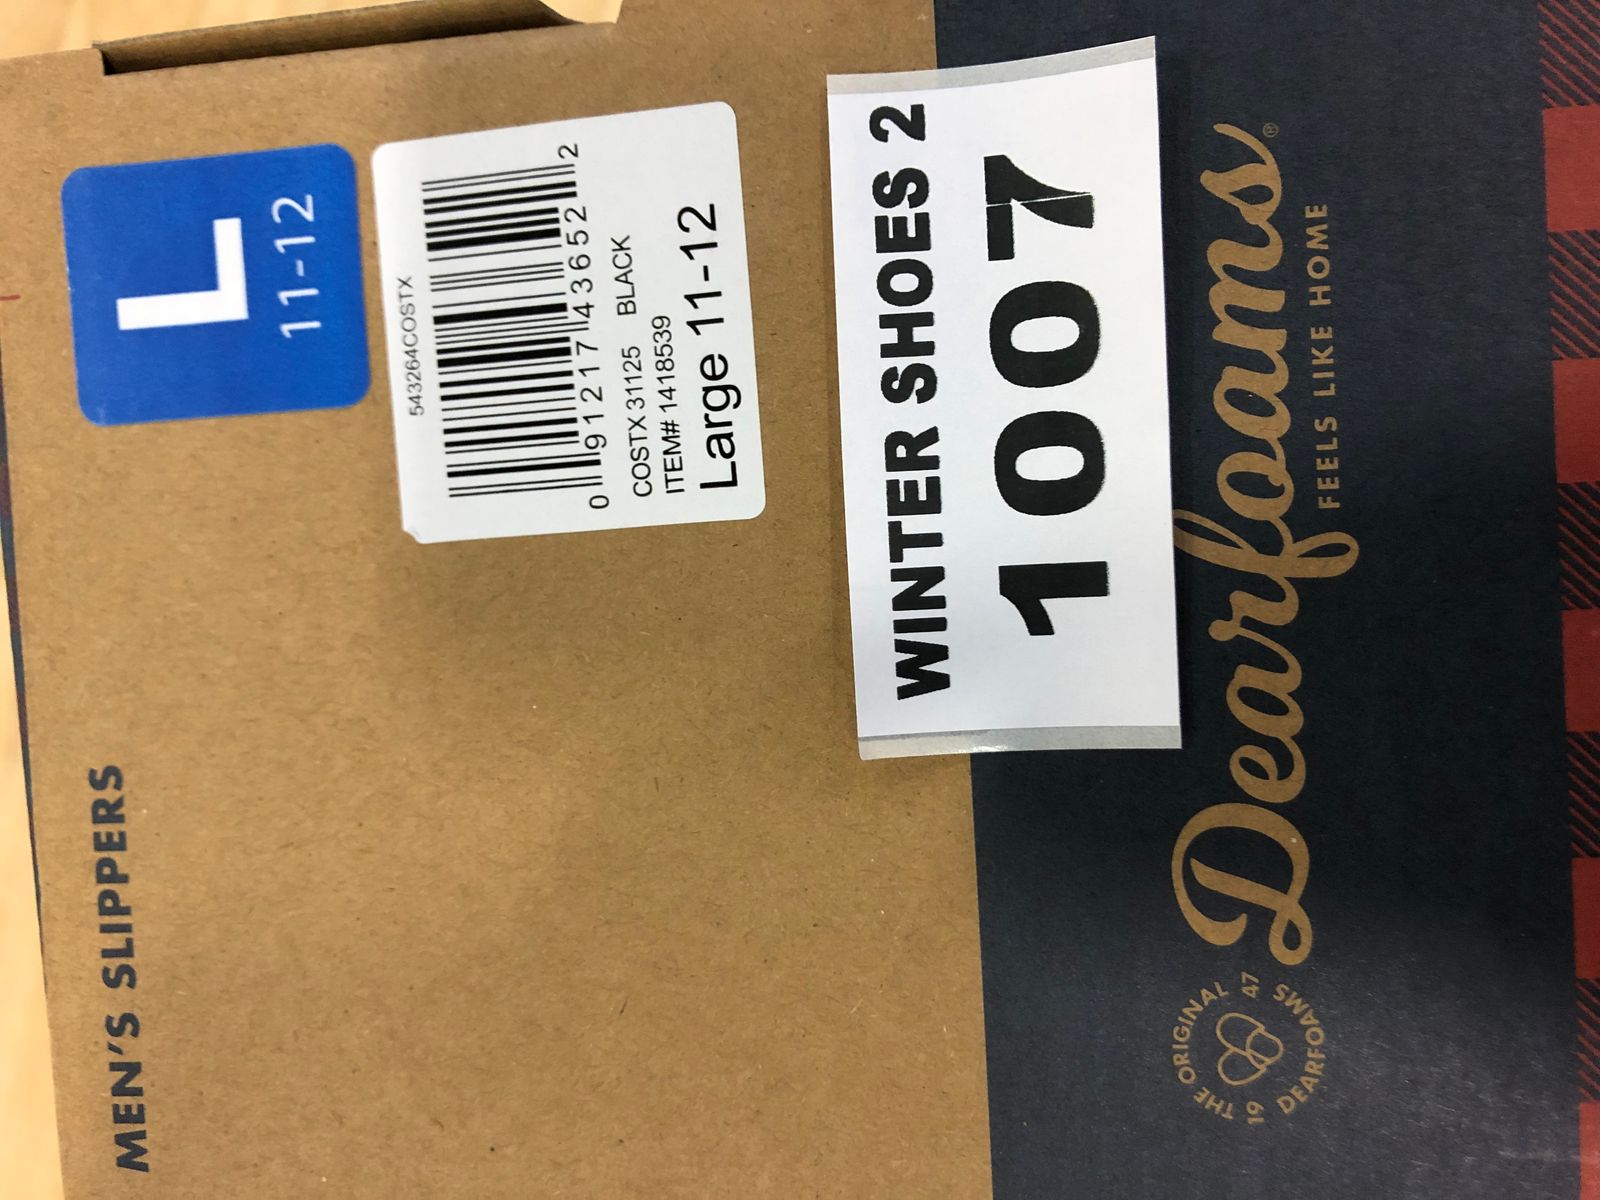 MEN'S SLIPPERS
L
11-12
543264COSTX
0 91217 43652 2
COSTX 31125 BLACK
ITEM# 1418539
Large 11-12
WINTER SHOES 2
1007
Dearfoams®
FEELS LIKE HOME
THE ORIGINAL
19 47
DEARFOAMS